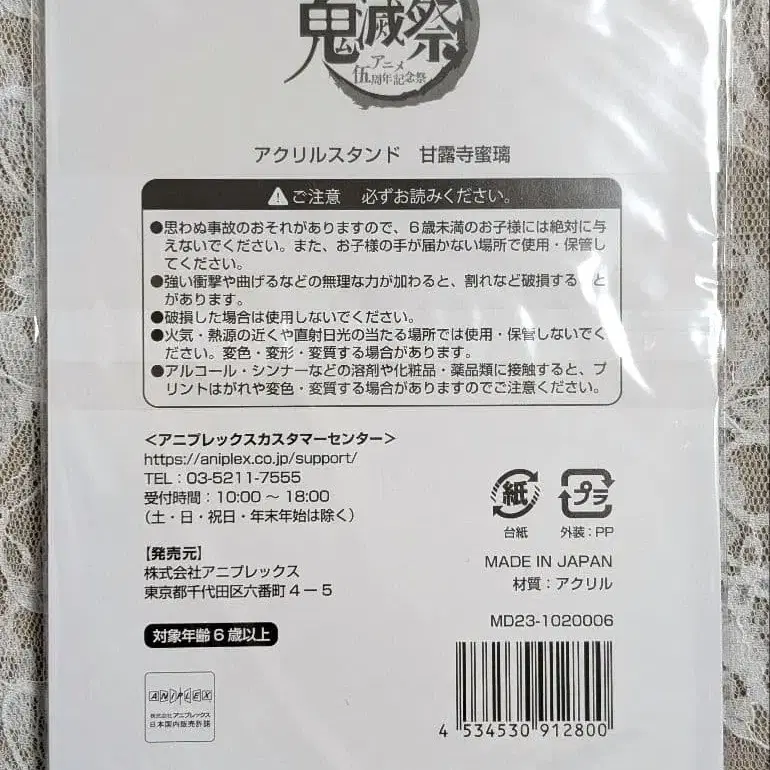 鬼滅祭
アニメ
伍周年記念祭
アクリルスタンド 甘露寺蜜璃
ご注意 必ずお読みください。
●思わぬ事故のおそれがありますので、6歳未満のお子様には絶対に与
えないでください。また、お子様の手が届かない場所で使用・保管し
てください。
●強い衝撃や曲げるなどの無理な力が加わると、割れなど破損すること
があります。
●破損した場合は使用しないでください。
●火気・熱源の近くや直射日光の当たる場所では使用・保管しないでく
ださい。変色・変形・変質する場合があります。
●アルコール・シンナーなどの溶剤や化粧品・薬品類に接触すると、プ
リントはがれや変色・変質する場合がありますのでご注意ください。
<アニプレックスカスタマーセンター>
https://aniplex.co.jp/support/
TEL:03-5211-7555
受付時間:10:00~18:00
(土・日・祝日・年末年始は除く)
【発売元】
株式会社アニプレックス
東京都千代田区六番町4-5
対象年齢6歳以上
紙
台紙
プラ
外装:PP
MADE IN JAPAN
材質:アクリル
MD23-1020006
ANIPLEX
株式会社アニプレックス
日本国内販売許諾
4 534530 912800